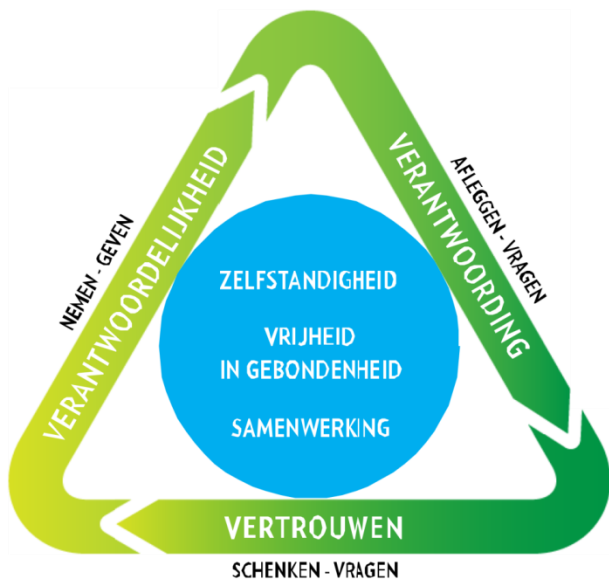 NEMEN - GEVEN
VERANTWOORDELIJKHEID
VERANTWOORDING
AFLEGGEN - VRAGEN
ZELFSTANDIGHEID
VRIJHEID
IN GEBONDENHEID
SAMENWERKING
VERTROUWEN
SCHENKEN - VRAGEN